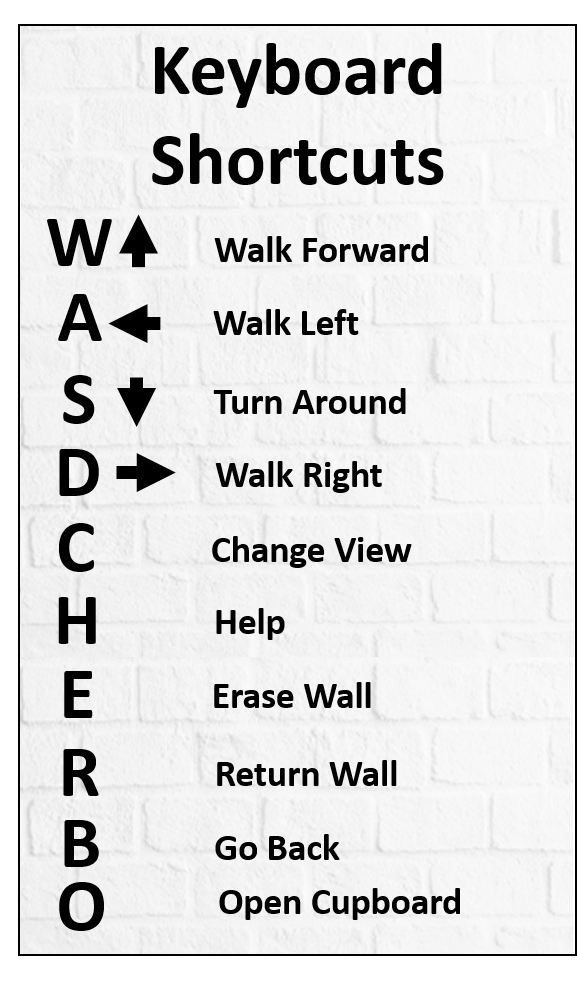 Keyboard
Shortcuts
W Walk Forward
A Walk Left
S Turn Around
D Walk Right
C Change View
H Help
E Erase Wall
R Return Wall
B Go Back
O Open Cupboard